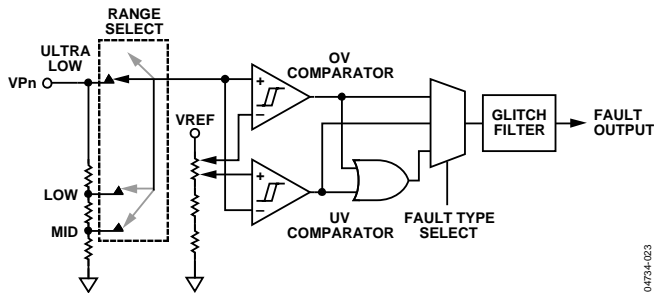 RANGE
SELECT
ULTRA
LOW
VPn
LOW
MID
VREF
+
−
OV
COMPARATOR
+
−
UV
COMPARATOR
FAULT TYPE
SELECT
GLITCH
FILTER
FAULT
OUTPUT
04734-023